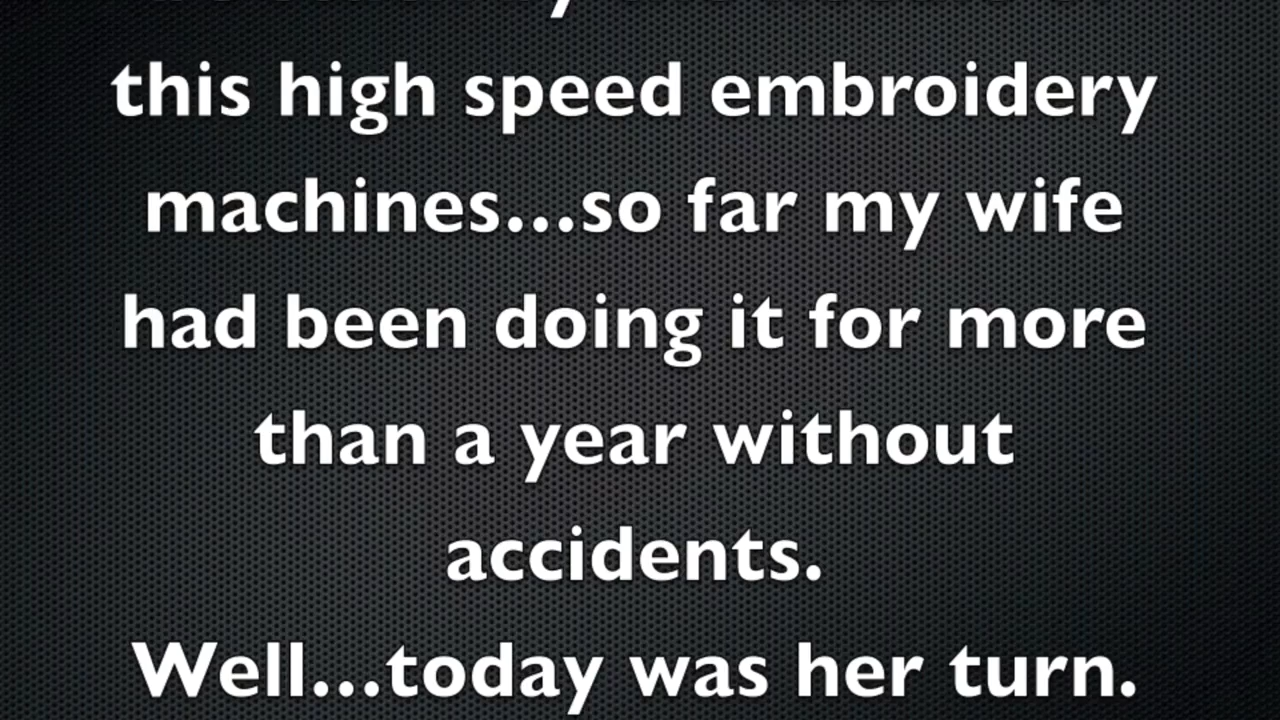 this high speed embroidery
machines...so far my wife
had been doing it for more
than a year without
accidents.
Well...today was her turn.